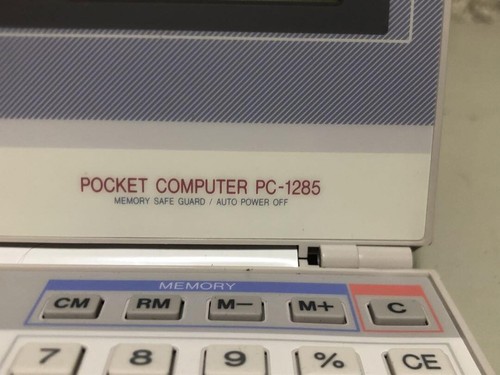 POCKET COMPUTER PC-1285
MEMORY SAFE GUARD / AUTO POWER OFF
MEMORY
CM RM M− M+ C
7 8 9 % CE